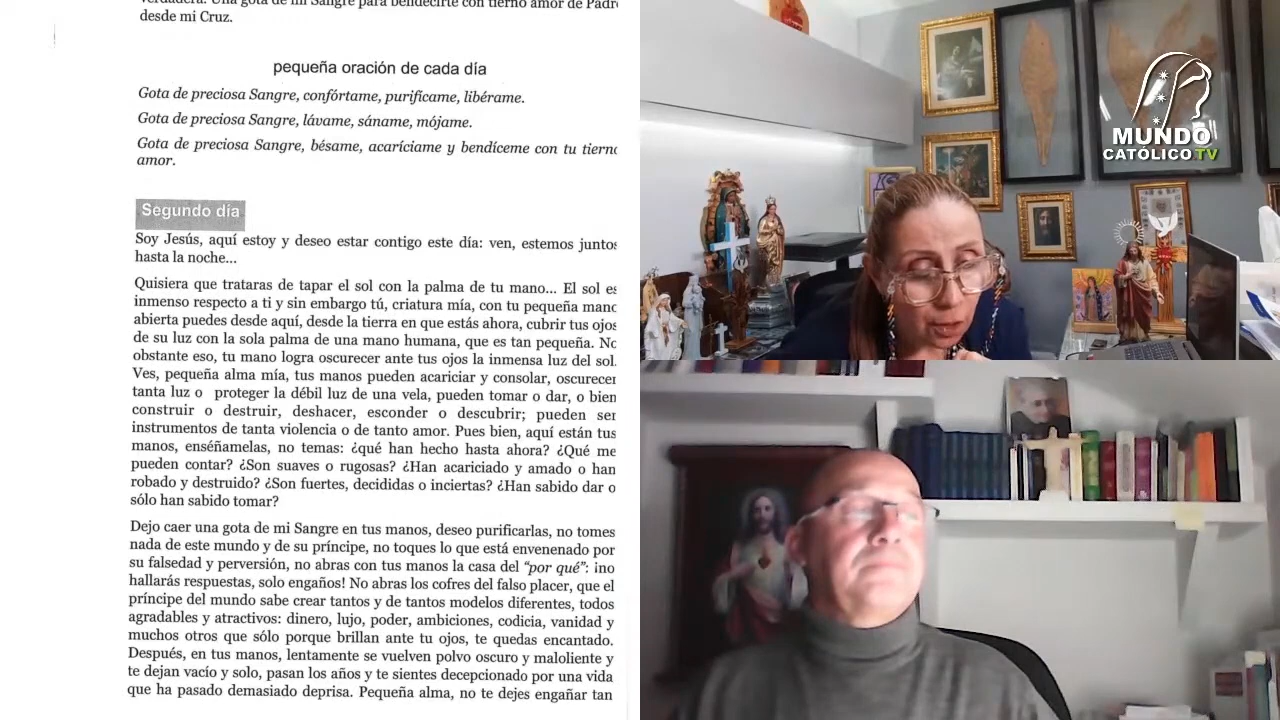 verdadera. Una gota de mi Sangre para bendecirte con tierno amor de Padre
desde mi Cruz.
pequeña oración de cada día
Gota de preciosa Sangre, confórtame, purifícame, libérame.
Gota de preciosa Sangre, lávame, sáname, mójame.
Gota de preciosa Sangre, bésame, acaríciame y bendíceme con tu tierno
amor.
Segundo día
Soy Jesús, aquí estoy y deseo estar contigo este día: ven, estemos juntos
hasta la noche...
Quisiera que trataras de tapar el sol con la palma de tu mano... El sol es
inmenso respecto a ti y sin embargo tú, criatura mía, con tu pequeña mano
abierta puedes desde aquí, desde la tierra en que estás ahora, cubrir tus ojos
de su luz con la sola palma de una mano humana, que es tan pequeña. No
obstante eso, tu mano logra oscurecer ante tus ojos la inmensa luz del sol.
Ves, pequeña alma mía, tus manos pueden acariciar y consolar, oscurecer
tanta luz o proteger la débil luz de una vela, pueden tomar o dar, o bien
construir o destruir, deshacer, esconder o descubrir; pueden ser
instrumentos de tanta violencia o de tanto amor. Pues bien, aquí están tus
manos, enséñamelas, no temas: ¿qué han hecho hasta ahora? ¿Qué me
pueden contar? ¿Son suaves o rugosas? ¿Han acariciado y amado o han
robado y destruido? ¿Son fuertes, decididas o inciertas? ¿Han sabido dar o
sólo han sabido tomar?
Dejo caer una gota de mi Sangre en tus manos, deseo purificarlas, no tomes
nada de este mundo y de su príncipe, no toques lo que está envenenado por
su falsedad y perversión, no abras con tus manos la casa del "por qué": ¡no
hallarás respuestas, solo engaños! No abras los cofres del falso placer, que el
príncipe del mundo sabe crear tantos y de tantos modelos diferentes, todos
agradables y atractivos: dinero, lujo, poder, ambiciones, codicia, vanidad y
muchos otros que sólo porque brillan ante tu ojos, te quedas encantado.
Después, en tus manos, lentamente se vuelven polvo oscuro y maloliente y
te dejan vacío y solo, pasan los años y te sientes decepcionado por una vida
que ha pasado demasiado deprisa. Pequeña alma, no te dejes engañar tan
MUNDO
CATÓLICO TV